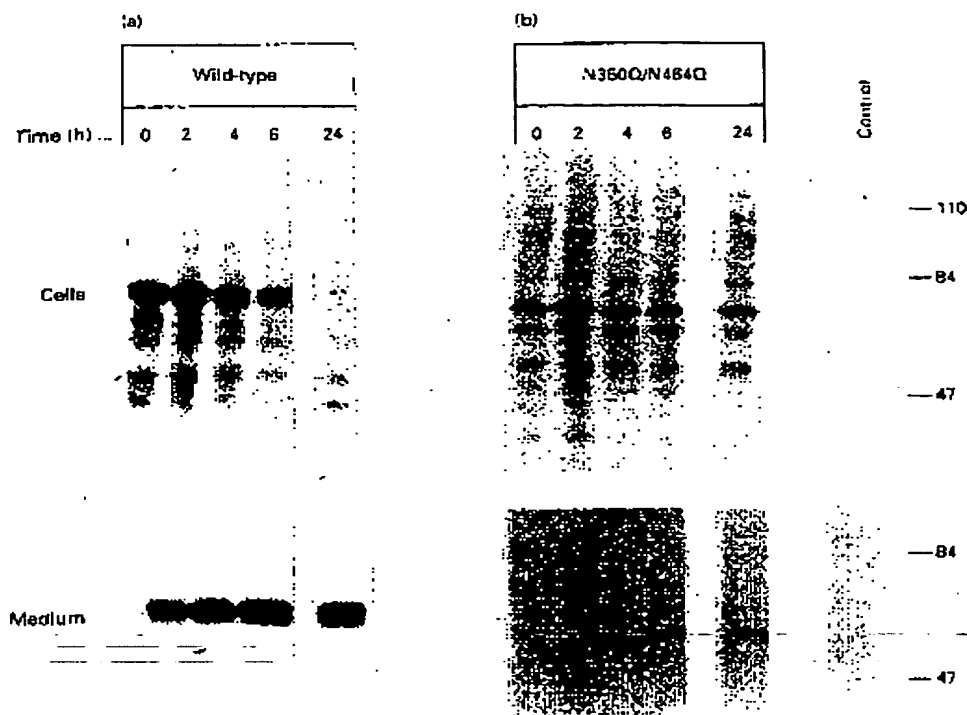 (a)
Wild-type
Time (h) ... 0 2 4 6 24
Cells
Medium
(b)
N360Q/N464Q
0 2 4 6 24
Control
— 110
— 84
— 47
— 84
— 47